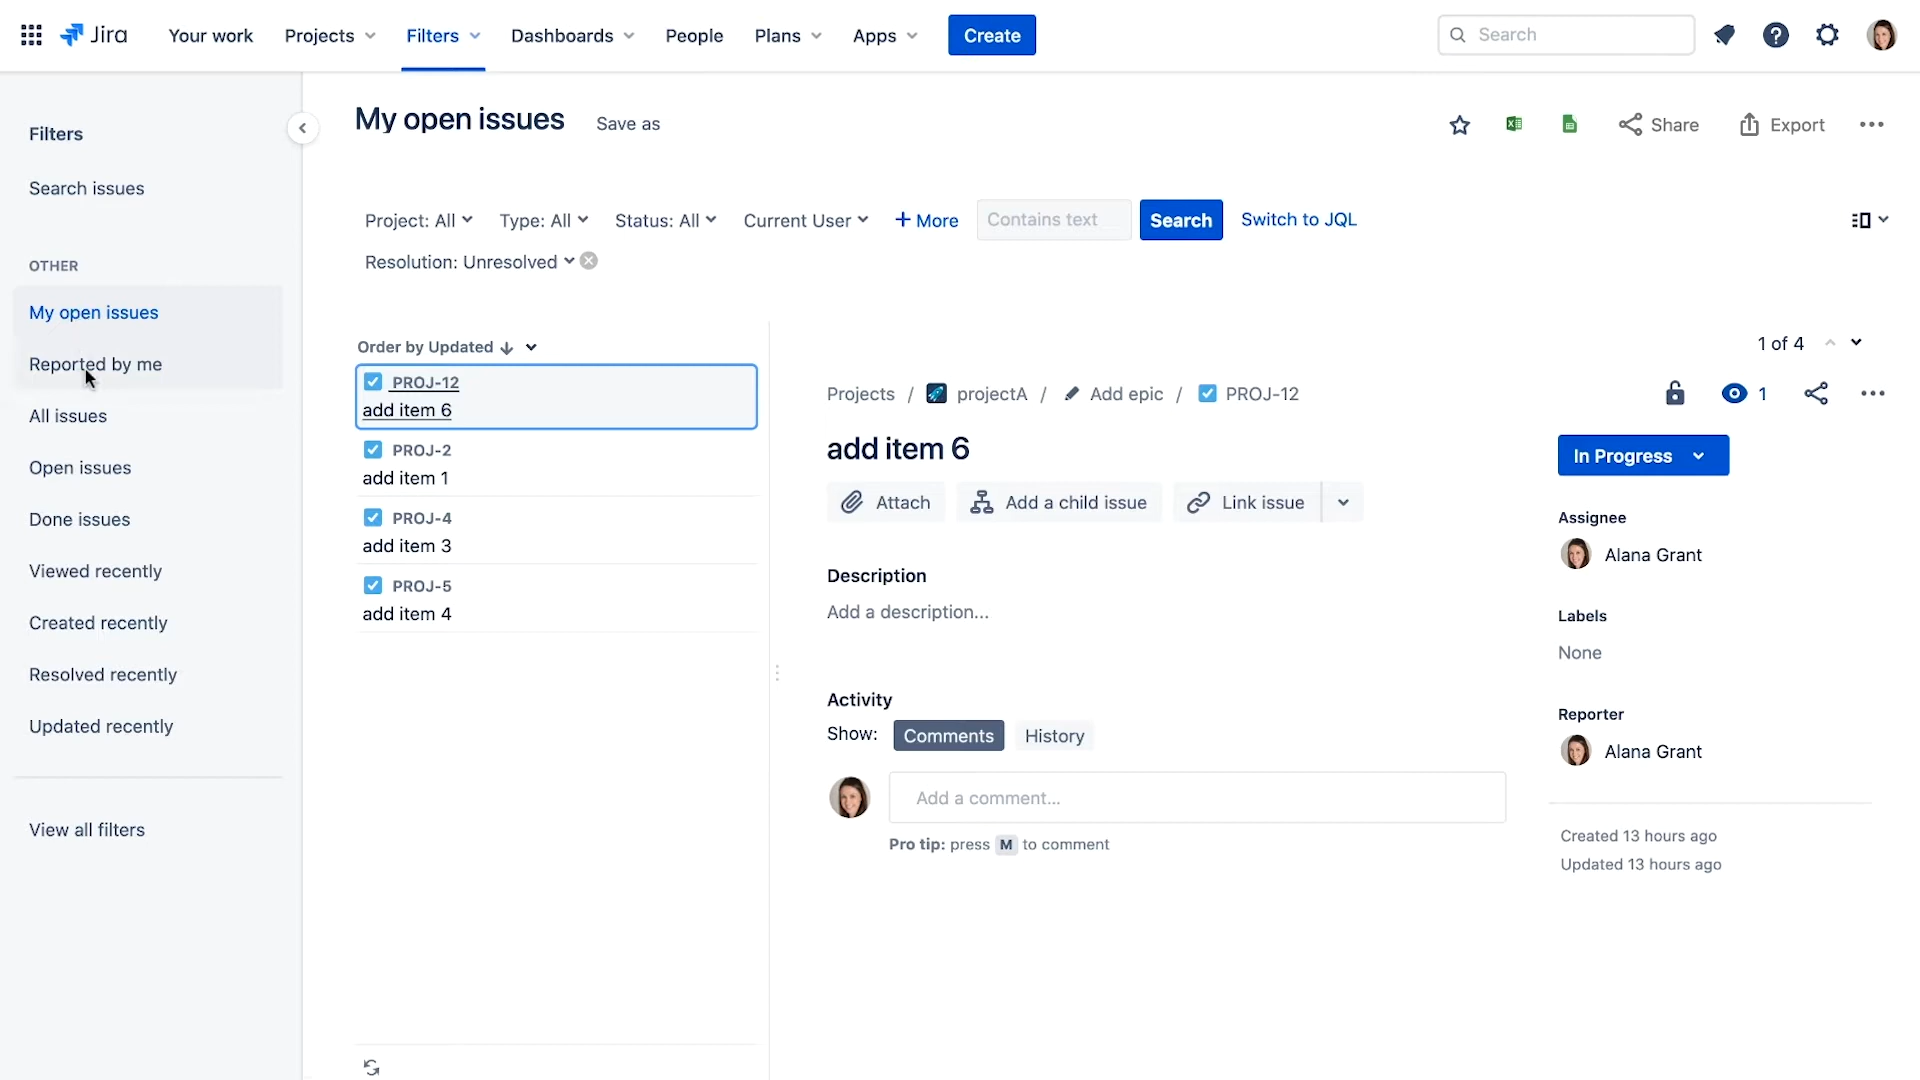 Jira
Your work
Projects
Filters
Dashboards
People
Plans
Apps
Create
Search
Filters
Search issues
OTHER
My open issues
Reported by me
All issues
Open issues
Done issues
Viewed recently
Created recently
Resolved recently
Updated recently
View all filters
My open issues
Save as
Share
Export
Project: All
Type: All
Status: All
Current User
+ More
Contains text
Search
Switch to JQL
Resolution: Unresolved
Order by Updated
PROJ-12
add item 6
PROJ-2
add item 1
PROJ-4
add item 3
PROJ-5
add item 4
1 of 4
Projects / projectA / Add epic / PROJ-12
1
add item 6
Attach
Add a child issue
Link issue
Description
Add a description...
Activity
Show:
Comments
History
Add a comment...
Pro tip: press M to comment
In Progress
Assignee
Alana Grant
Labels
None
Reporter
Alana Grant
Created 13 hours ago
Updated 13 hours ago